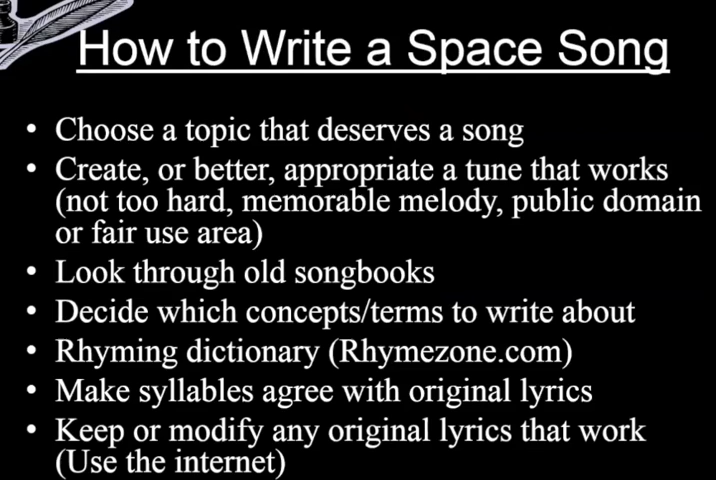 How to Write a Space Song
• Choose a topic that deserves a song
• Create, or better, appropriate a tune that works
(not too hard, memorable melody, public domain
or fair use area)
• Look through old songbooks
• Decide which concepts/terms to write about
• Rhyming dictionary (Rhymezone.com)
• Make syllables agree with original lyrics
• Keep or modify any original lyrics that work
(Use the internet)